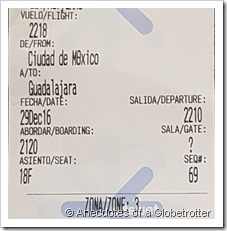 VUELO/FLIGHT:
2218
DE/FROM:
Ciudad de MBxico
A/TO:
Guadalajara
FECHA/DATE: SALIDA/DEPARTURE:
29Dec16 2210
ABORDAR/BOARDING: SALA/GATE:
2120 ?
ASIENTO/SEAT: SEQ#:
18F 69
ZONA/ZONE: 3
© Anecdotes of a Globetrotter